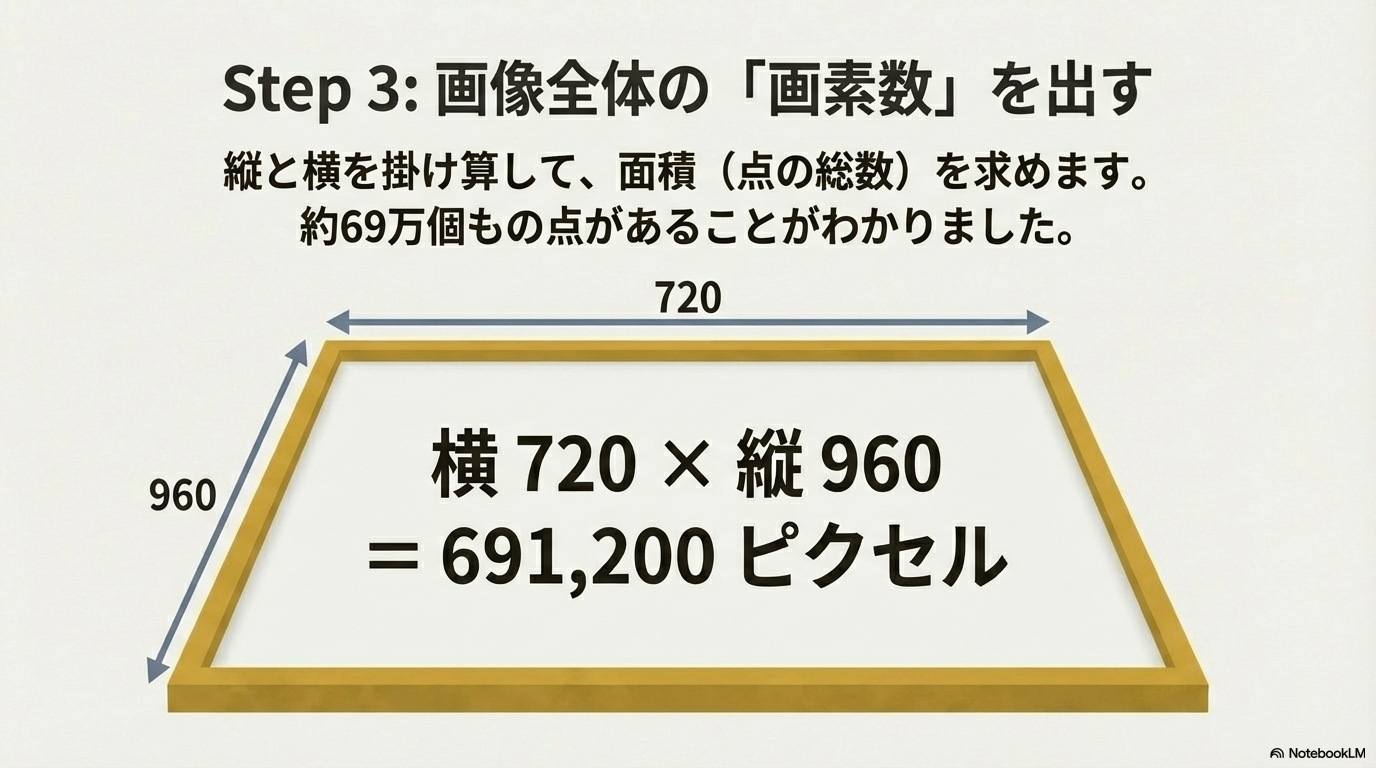 Step 3: 画像全体の「画素数」を出す
縦と横を掛け算して、面積（点の総数）を求めます。
約69万個もの点があることがわかりました。
720
960
横 720 × 縦 960
＝ 691,200 ピクセル
NotebookLM